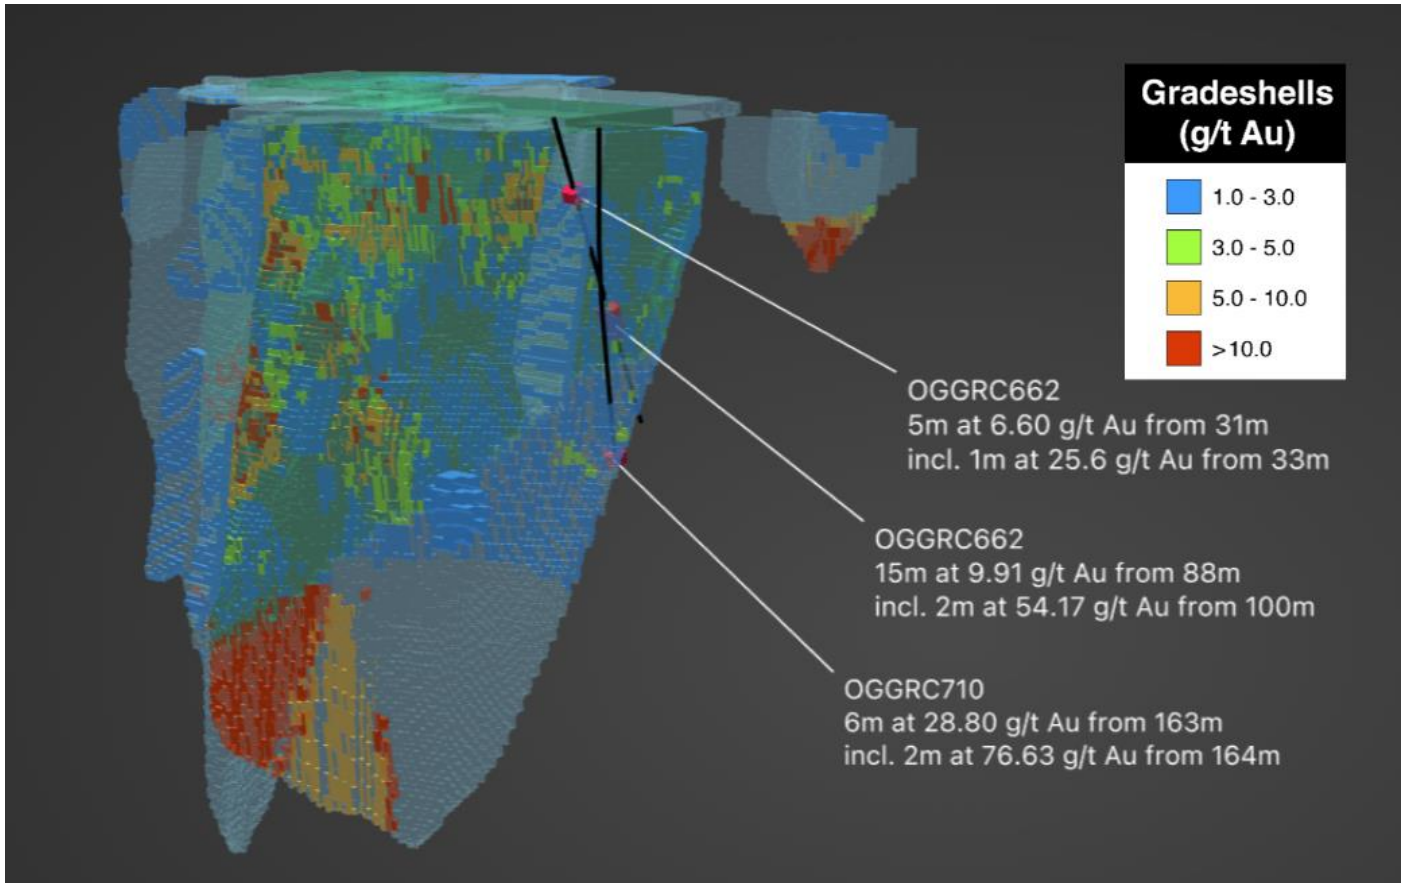 Gradeshells
(g/t Au)
1.0 - 3.0
3.0 - 5.0
5.0 - 10.0
>10.0
OGGRC662
5m at 6.60 g/t Au from 31m
incl. 1m at 25.6 g/t Au from 33m
OGGRC662
15m at 9.91 g/t Au from 88m
incl. 2m at 54.17 g/t Au from 100m
OGGRC710
6m at 28.80 g/t Au from 163m
incl. 2m at 76.63 g/t Au from 164m